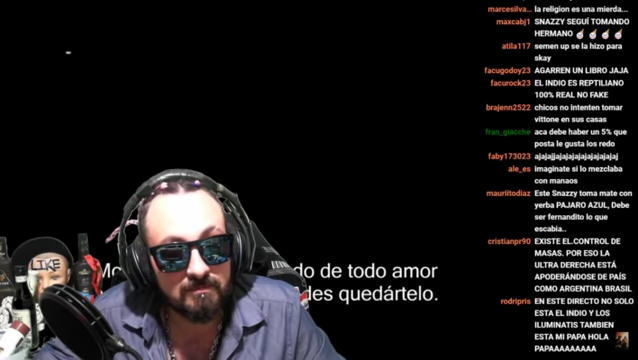 marcesilva... la religion es una mierda...
maxcabj1 SNAZZY SEGUÍ TOMANDO
HERMANO
atila117 semen up se la hizo para
skay
facugodoy23 AGARREN UN LIBRO JAJA
facurock23 EL INDIO ES REPTILIANO
100% REAL NO FAKE
brajenn2522 chicos no intenten tomar
vittone en sus casas
fran_giacche aca debe haber un 5% que
posta le gusta los redo
faby173023 ajajajjajajajajajajajajaj
ale_es imaginate si lo mezclaba
con manaos
mauriitodiaz Este Snazzy toma mate con
yerba PAJARO AZUL, Debe
ser fernandito lo que
escabia..
cristianpr90 EXISTE EL.CONTROL DE
MASAS. POR ESO LA
ULTRA DERECHA ESTÁ
APODERÁNDOSE DE PAÍS
COMO ARGENTINA BRASIL
rodripris EN ESTE DIRECTO NO SOLO
ESTA EL INDIO Y LOS
ILUMINATIS TAMBIEN
ESTA MI PAPA HOLA
PAPAAAAAAAAA
LIKE
do de todo amor
des quedártelo.